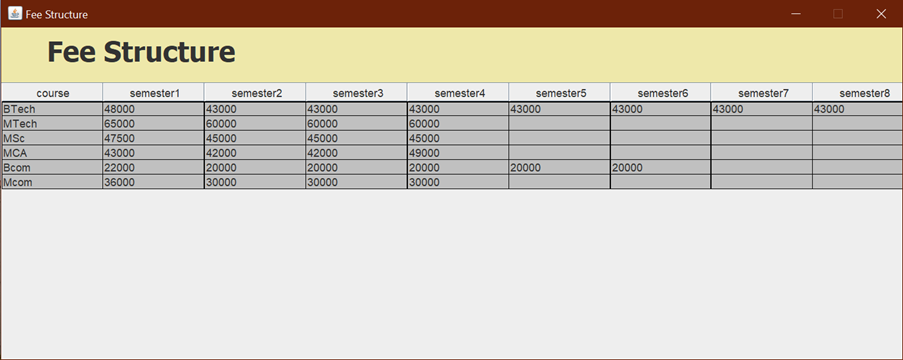 Fee Structure
Fee Structure
course semester1 semester2 semester3 semester4 semester5 semester6 semester7 semester8
BTech 48000 43000 43000 43000 43000 43000 43000 43000
MTech 65000 60000 60000 60000
MSc 47500 45000 45000 45000
MCA 43000 42000 42000 49000
Bcom 22000 20000 20000 20000 20000 20000
Mcom 36000 30000 30000 30000